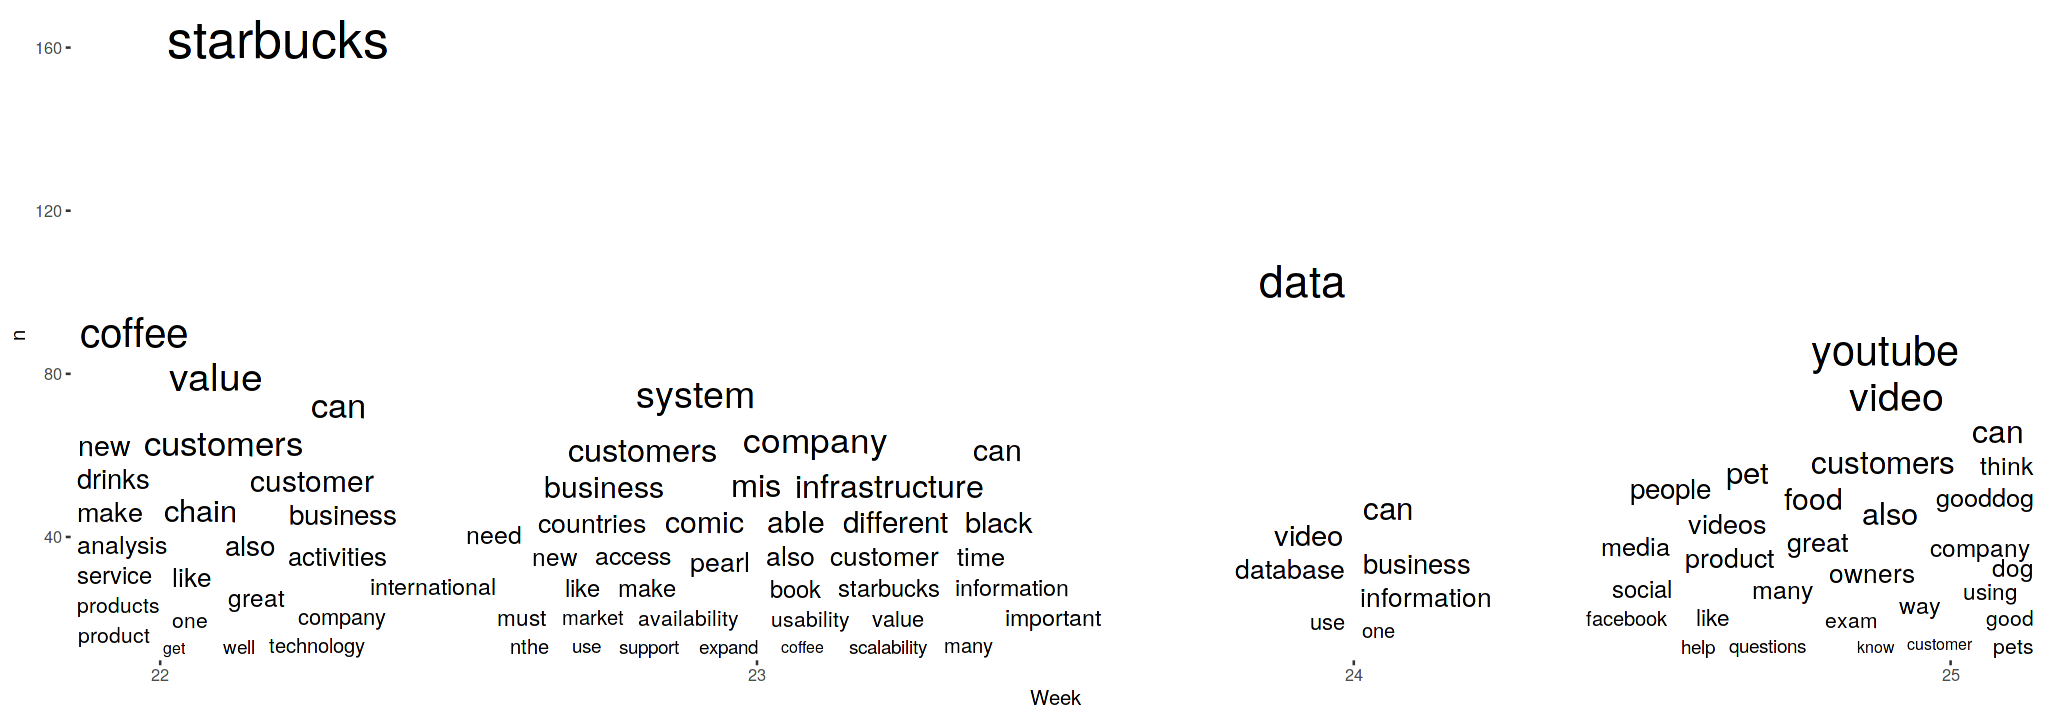 160
starbucks
120
data
n
coffee
youtube
80
value
video
system
can
can
new customers
customers company can
customers think
drinks customer
business mis infrastructure
people pet
make chain business
food gooddog
can
also
40
need countries comic able different black
videos
video
analysis also activities
new access pearl also customer time
media product great company
database business
dog
service like international
like make book starbucks information
owners
social many using
products great
information
way
one company
must market availability usability value important
use
facebook like exam good
product
one
get well technology
nthe use support expand coffee scalability many
help questions know customer pets
22 23 24 25
Week